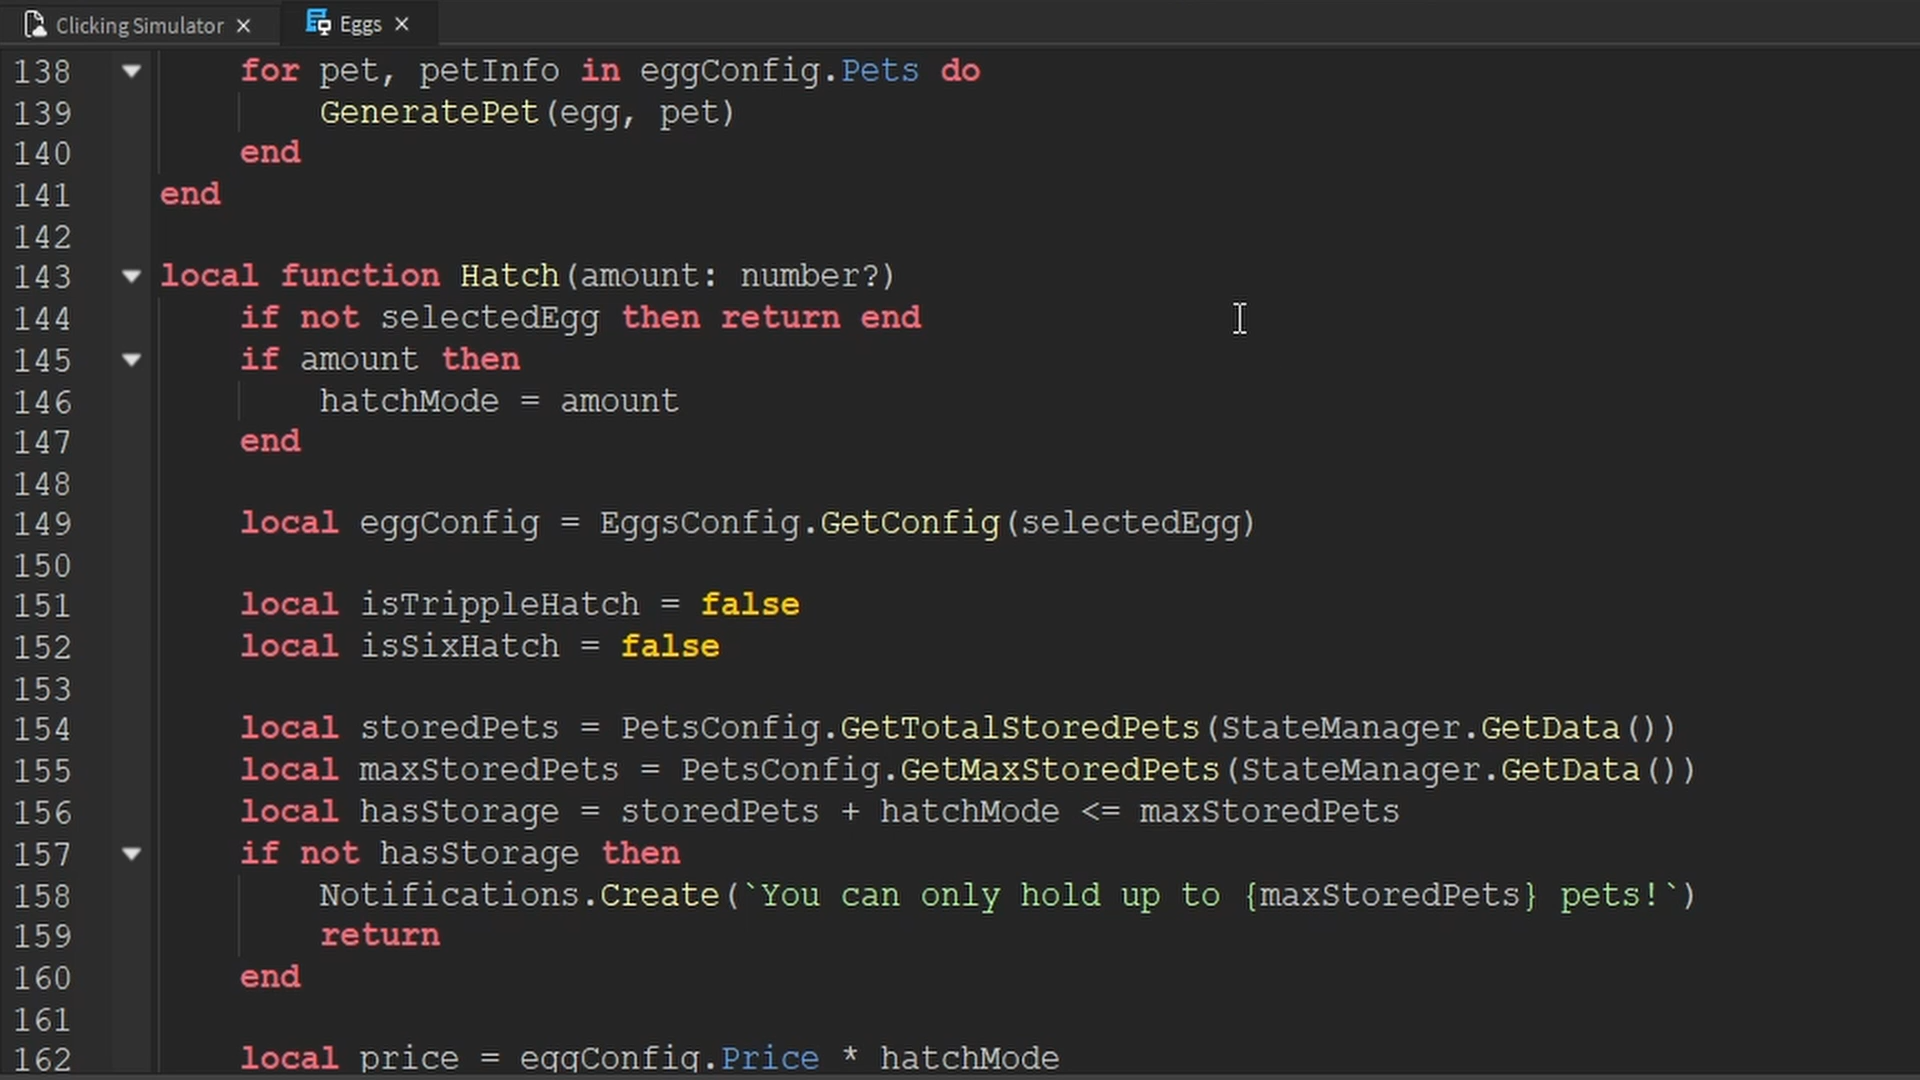 Clicking Simulator × Eggs ×
138 for pet, petInfo in eggConfig.Pets do
139 GeneratePet(egg, pet)
140 end
141 end
142
143 local function Hatch(amount: number?)
144 if not selectedEgg then return end
145 if amount then
146 hatchMode = amount
147 end
148
149 local eggConfig = EggsConfig.GetConfig(selectedEgg)
150
151 local isTrippleHatch = false
152 local isSixHatch = false
153
154 local storedPets = PetsConfig.GetTotalStoredPets(StateManager.GetData())
155 local maxStoredPets = PetsConfig.GetMaxStoredPets(StateManager.GetData())
156 local hasStorage = storedPets + hatchMode <= maxStoredPets
157 if not hasStorage then
158 Notifications.Create(`You can only hold up to {maxStoredPets} pets!`)
159 return
160 end
161
162 local price = eggConfig.Price * hatchMode